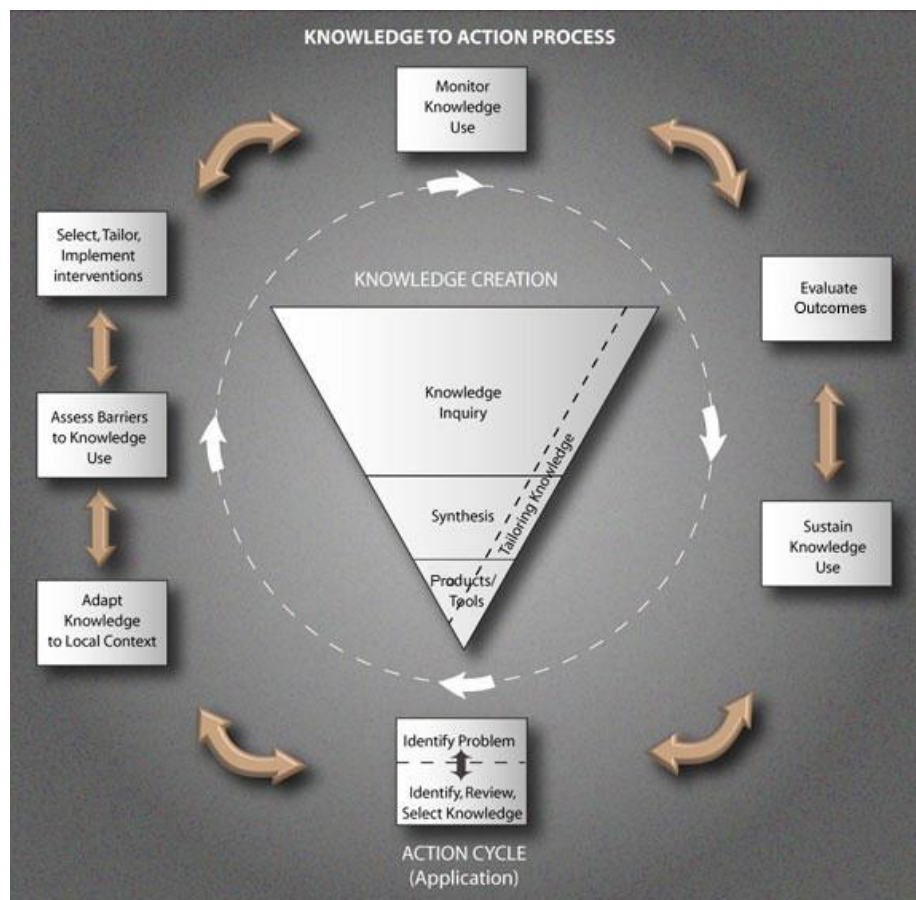 KNOWLEDGE TO ACTION PROCESS
Monitor
Knowledge
Use
Select, Tailor,
Implement
interventions
KNOWLEDGE CREATION
Evaluate
Outcomes
Knowledge
Inquiry
Assess Barriers
to Knowledge
Use
Tailoring Knowledge
Synthesis
Sustain
Knowledge
Use
Products/
Tools
Adapt
Knowledge
to Local Context
Identify Problem
Identify, Review,
Select Knowledge
ACTION CYCLE
(Application)